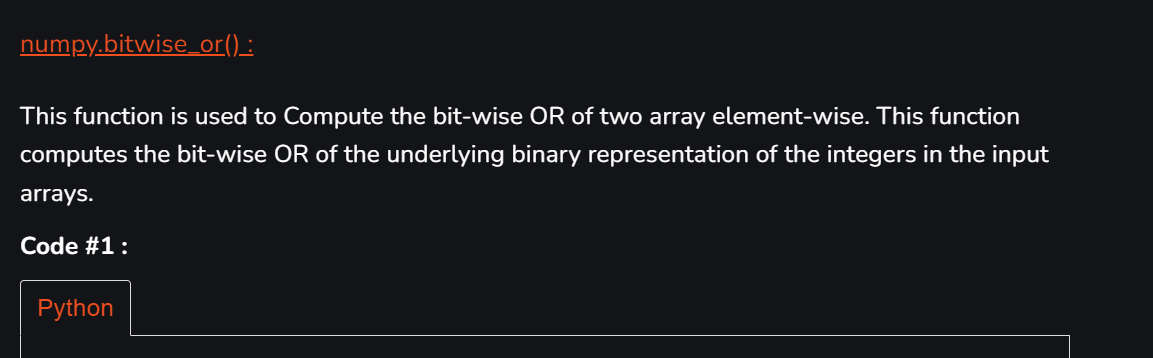 numpy.bitwise_or() :
This function is used to Compute the bit-wise OR of two array element-wise. This function
computes the bit-wise OR of the underlying binary representation of the integers in the input
arrays.
Code #1 :
Python